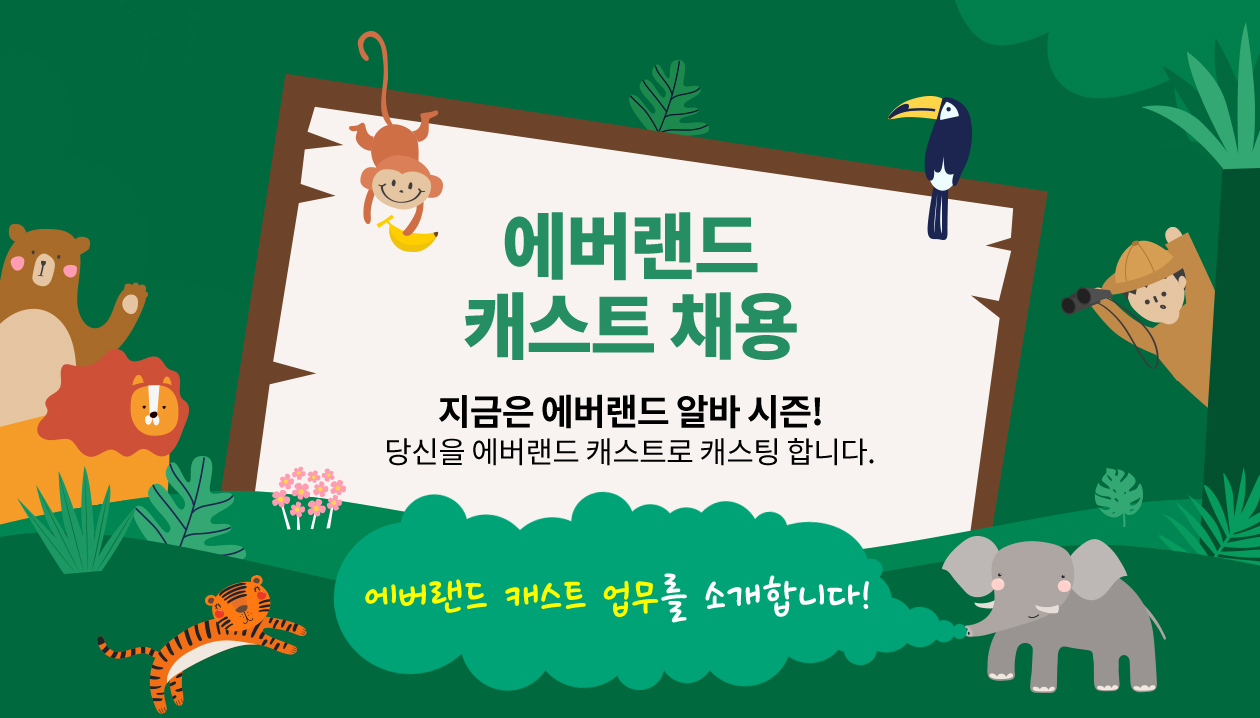 에버랜드
캐스트 채용
지금은 에버랜드 알바 시즌!
당신을 에버랜드 캐스트로 캐스팅 합니다.
에버랜드 캐스트 업무를 소개합니다!